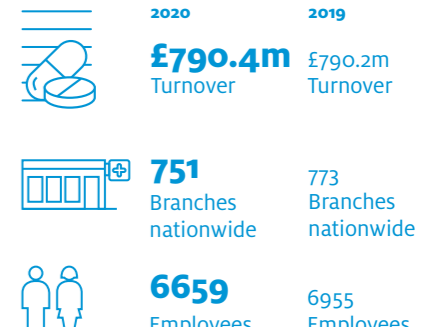 2020 2019
£790.4m £790.2m
Turnover Turnover
751 773
Branches Branches
nationwide nationwide
6659 6955
Employees Employees